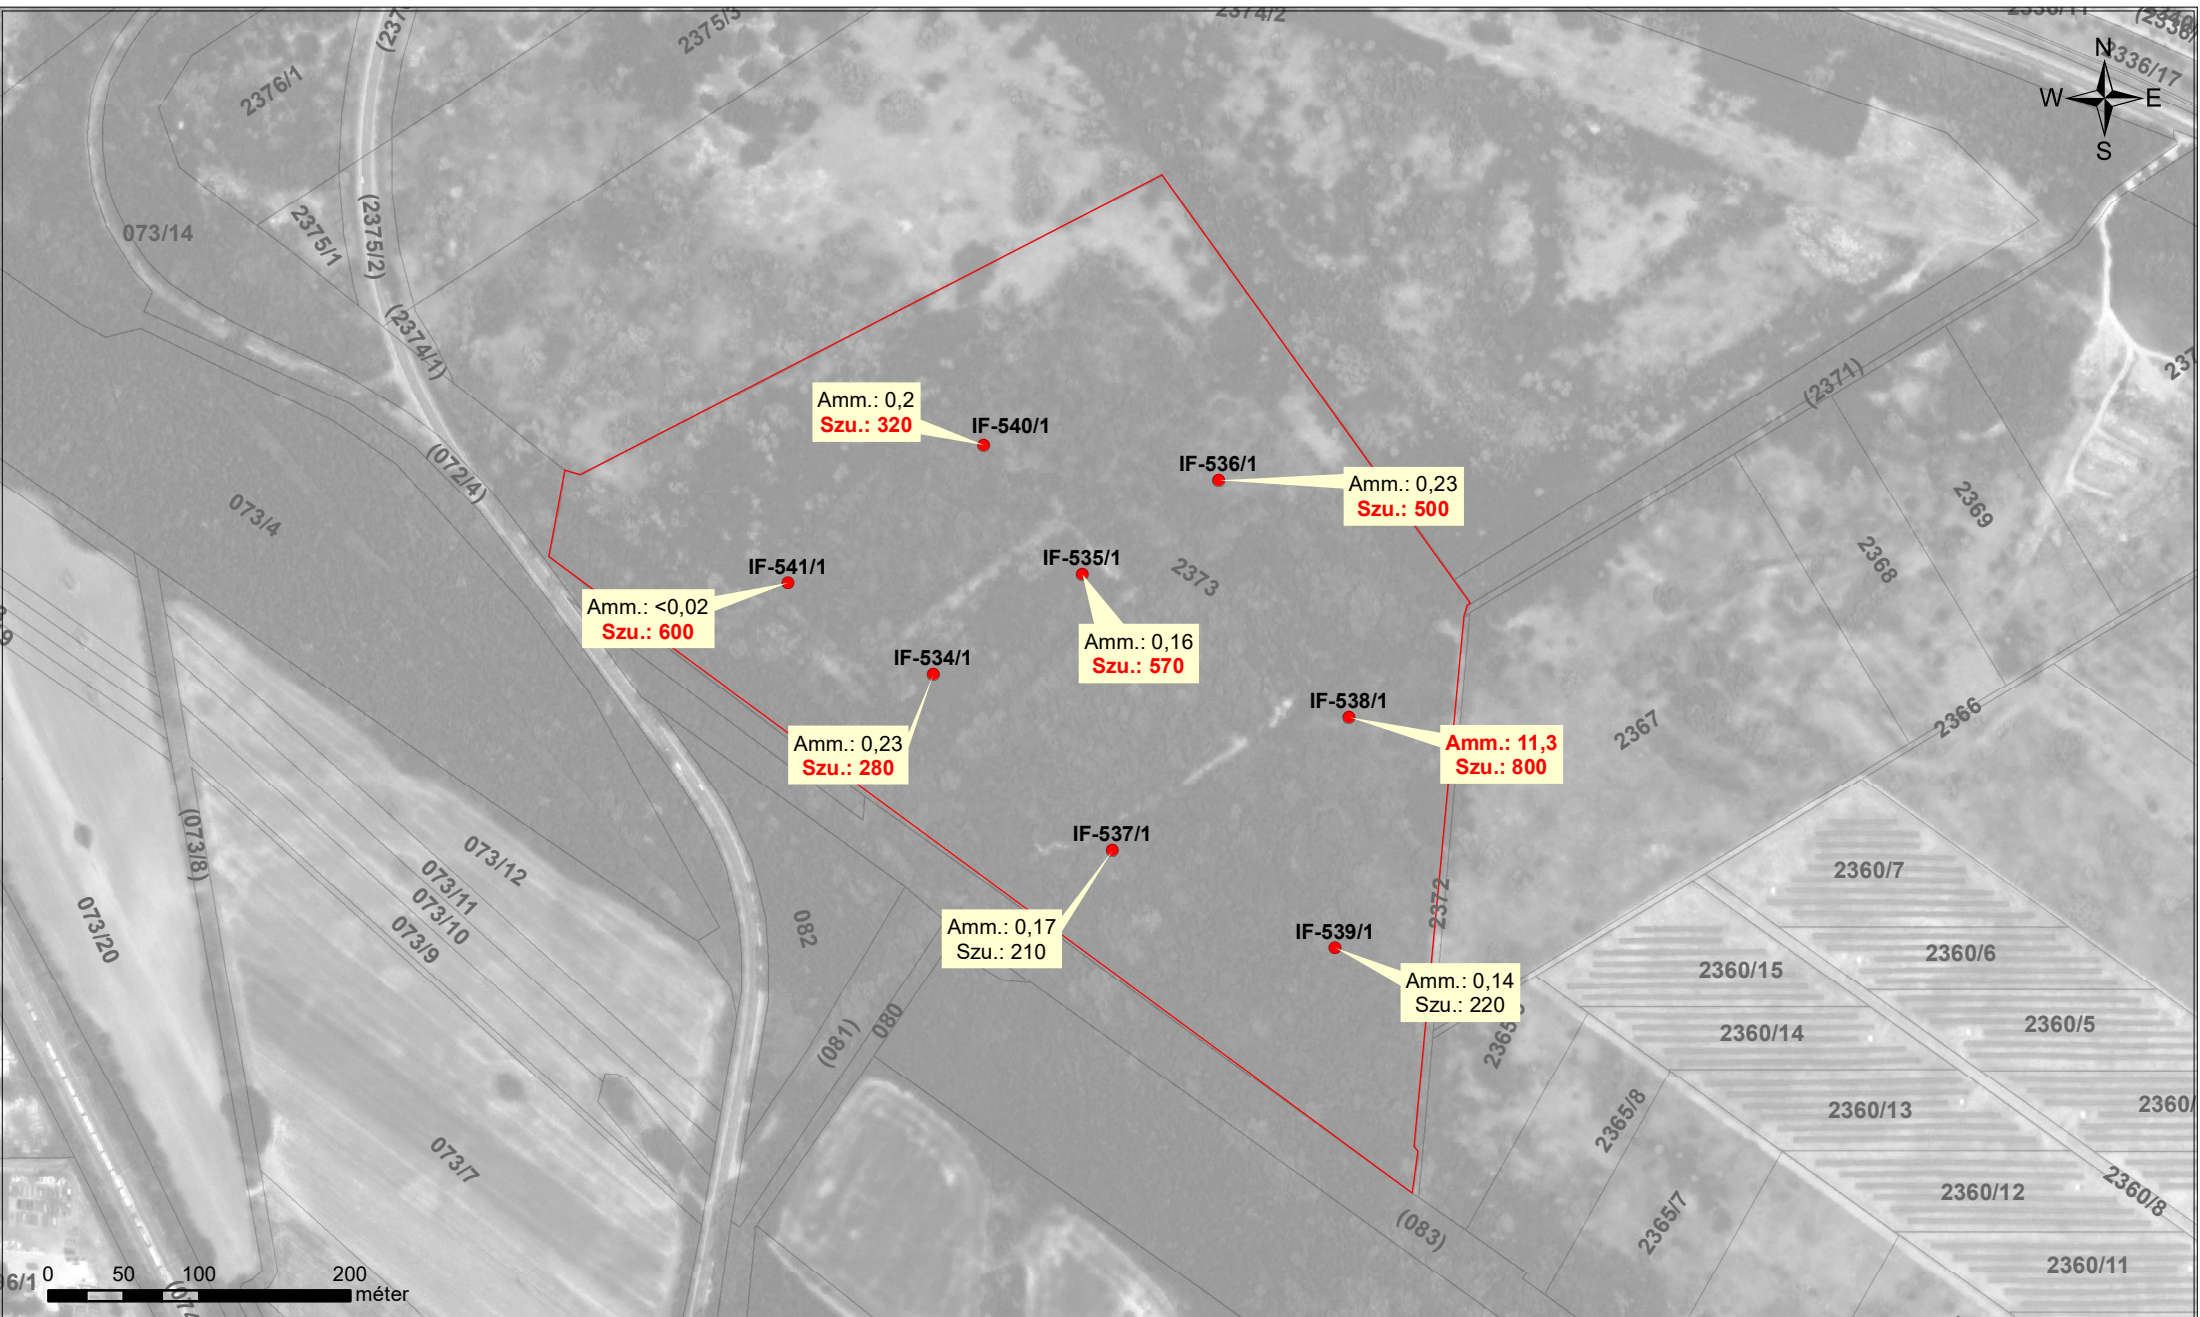 2375/3
2374/2
N
W
E
S
2336/17
2376/1
073/14
2375/1
(2375/2)
(2374/1)
(072/4)
073/4
(2371)
237
Amm.: 0,2
Szu.: 320
IF-540/1
IF-536/1
Amm.: 0,23
Szu.: 500
2369
2368
IF-541/1
Amm.: <0,02
Szu.: 600
IF-535/1
2373
Amm.: 0,16
Szu.: 570
IF-534/1
Amm.: 0,23
Szu.: 280
IF-538/1
Amm.: 11,3
Szu.: 800
2367
2366
IF-537/1
Amm.: 0,17
Szu.: 210
IF-539/1
Amm.: 0,14
Szu.: 220
2372
(073/8)
073/12
073/11
073/10
073/9
073/20
073/7
082
(081)
080
(083)
2360/7
2360/6
2360/15
2360/5
2360/14
2360/13
2360/
2360/12
2360/8
2360/11
2365/8
2365/7
6/1
0 50 100 200
méter